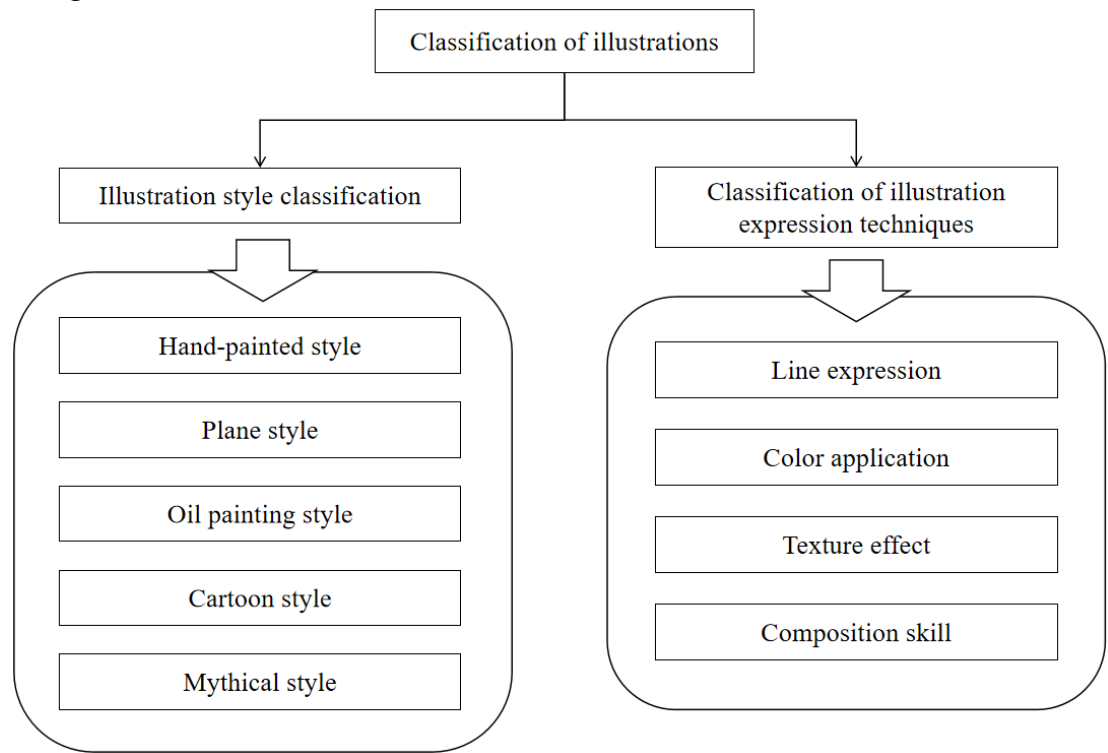 Classification of illustrations
Illustration style classification
Classification of illustration
expression techniques
Hand-painted style
Plane style
Oil painting style
Cartoon style
Mythical style
Line expression
Color application
Texture effect
Composition skill